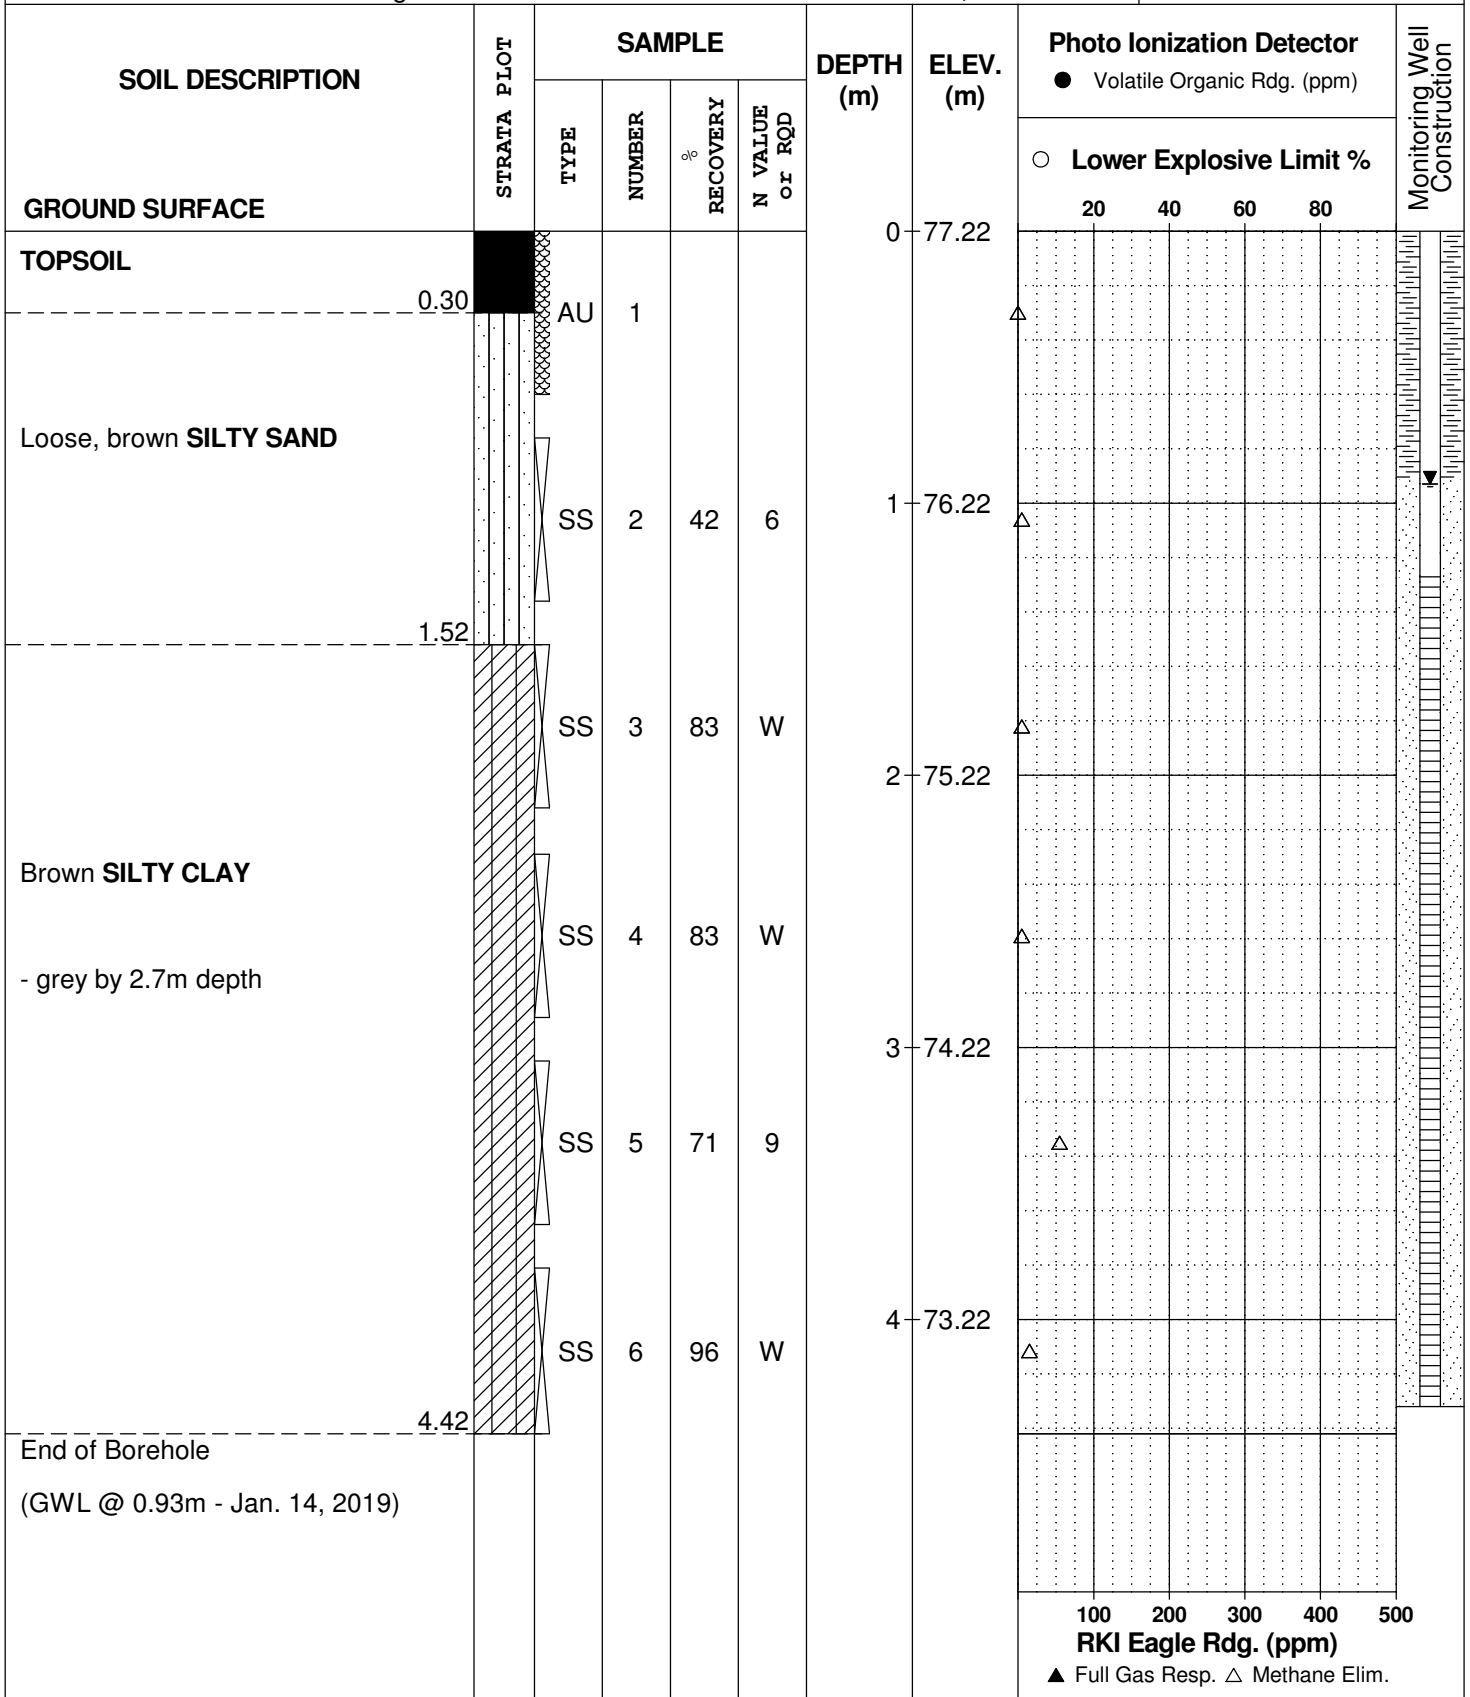 SOIL DESCRIPTION
GROUND SURFACE
STRATA PLOT
SAMPLE
TYPE
NUMBER
%
RECOVERY
N VALUE
or RQD
DEPTH
(m)
ELEV.
(m)
Photo Ionization Detector
● Volatile Organic Rdg. (ppm)
○ Lower Explosive Limit %
20 40 60 80
Monitoring Well
Construction
0 77.22
TOPSOIL
0.30
AU 1
Loose, brown SILTY SAND
1 76.22
SS 2 42 6
1.52
SS 3 83 W
2 75.22
Brown SILTY CLAY
SS 4 83 W
- grey by 2.7m depth
3 74.22
SS 5 71 9
4 73.22
SS 6 96 W
4.42
End of Borehole
(GWL @ 0.93m - Jan. 14, 2019)
100 200 300 400 500
RKI Eagle Rdg. (ppm)
▲ Full Gas Resp. △ Methane Elim.